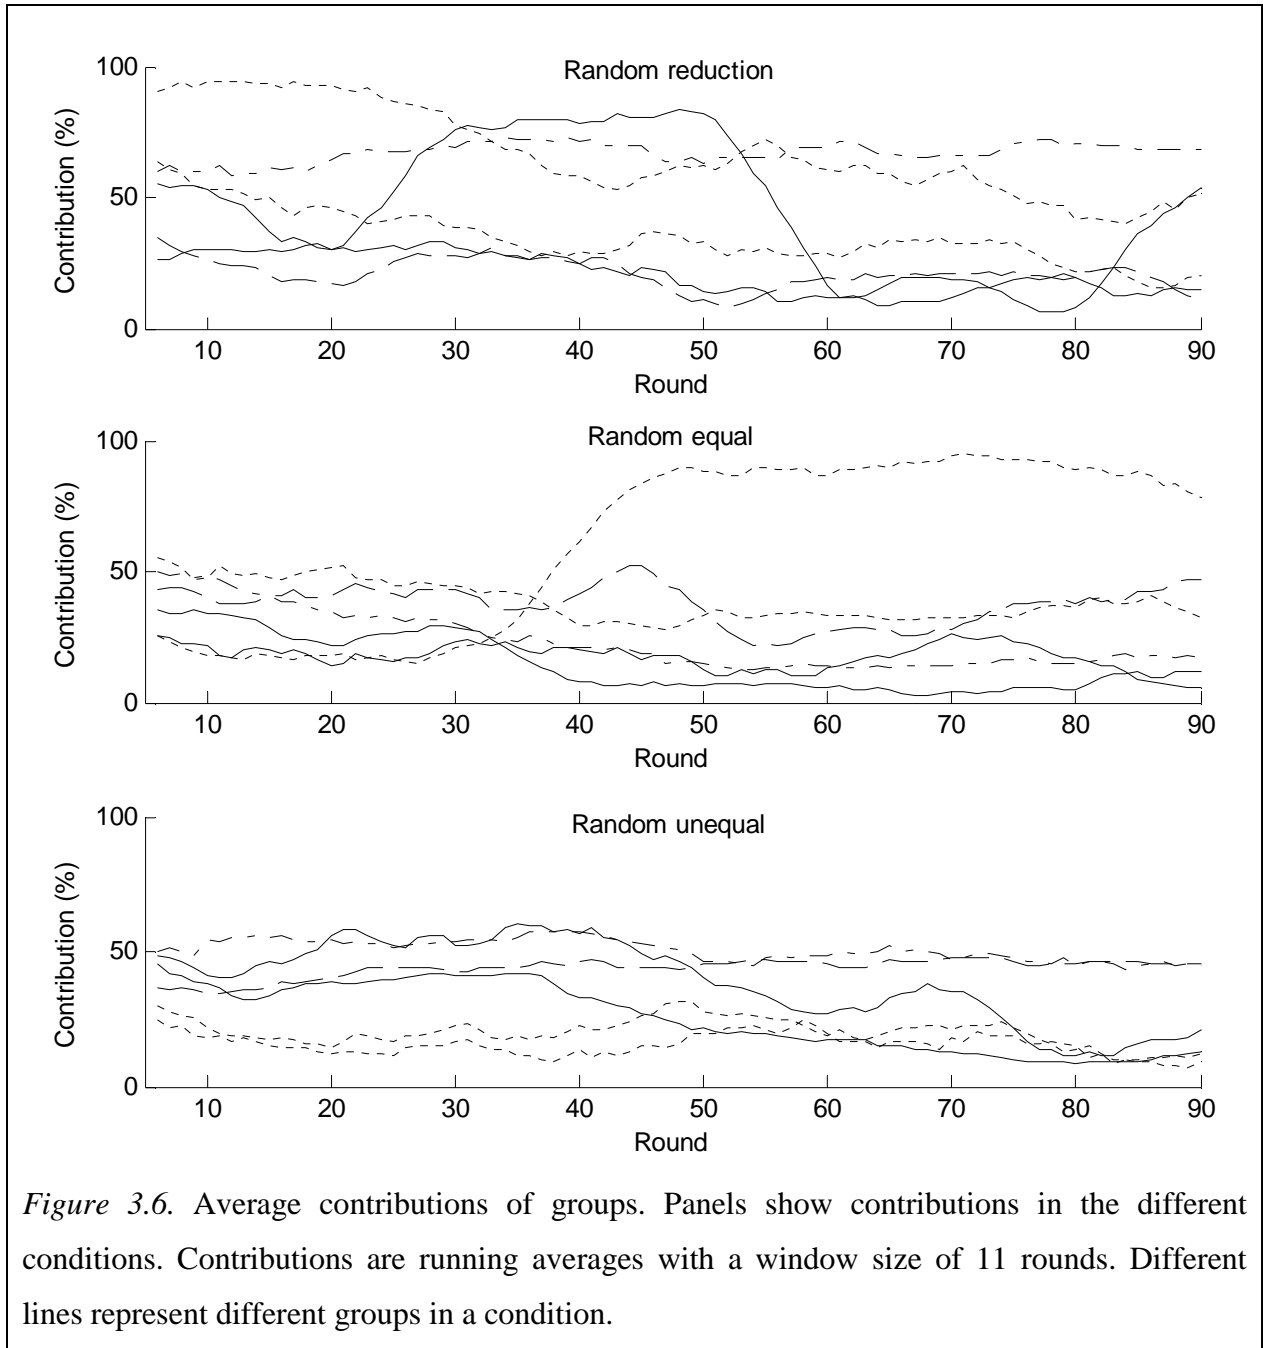 Random reduction
100
50
0
Contribution (%)
10 20 30 40 50 60 70 80 90
Round
Random equal
100
50
0
Contribution (%)
10 20 30 40 50 60 70 80 90
Round
Random unequal
100
50
0
Contribution (%)
10 20 30 40 50 60 70 80 90
Round
Figure 3.6. Average contributions of groups. Panels show contributions in the different
conditions. Contributions are running averages with a window size of 11 rounds. Different
lines represent different groups in a condition.